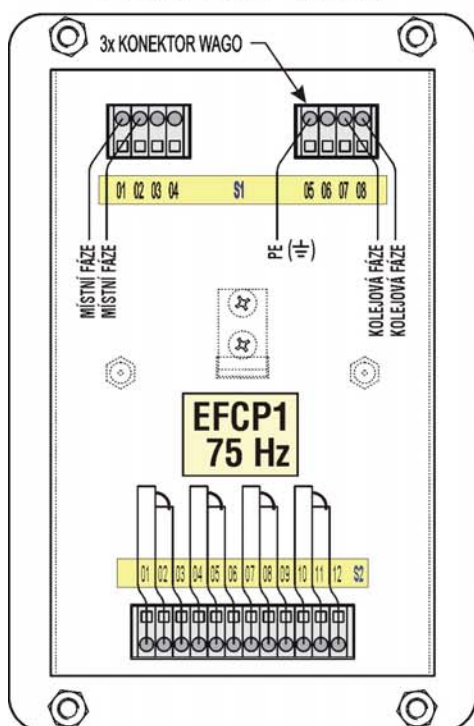 3x KONEKTOR WAGO
01 02 03 04 S1 05 06 07 08
MÍSTNÍ FÁZE
MÍSTNÍ FÁZE
PE (⏚)
KOLEJOVÁ FÁZE
KOLEJOVÁ FÁZE
EFCP1
75 Hz
01 02 03 04 05 06 07 08 09 10 11 12 S2